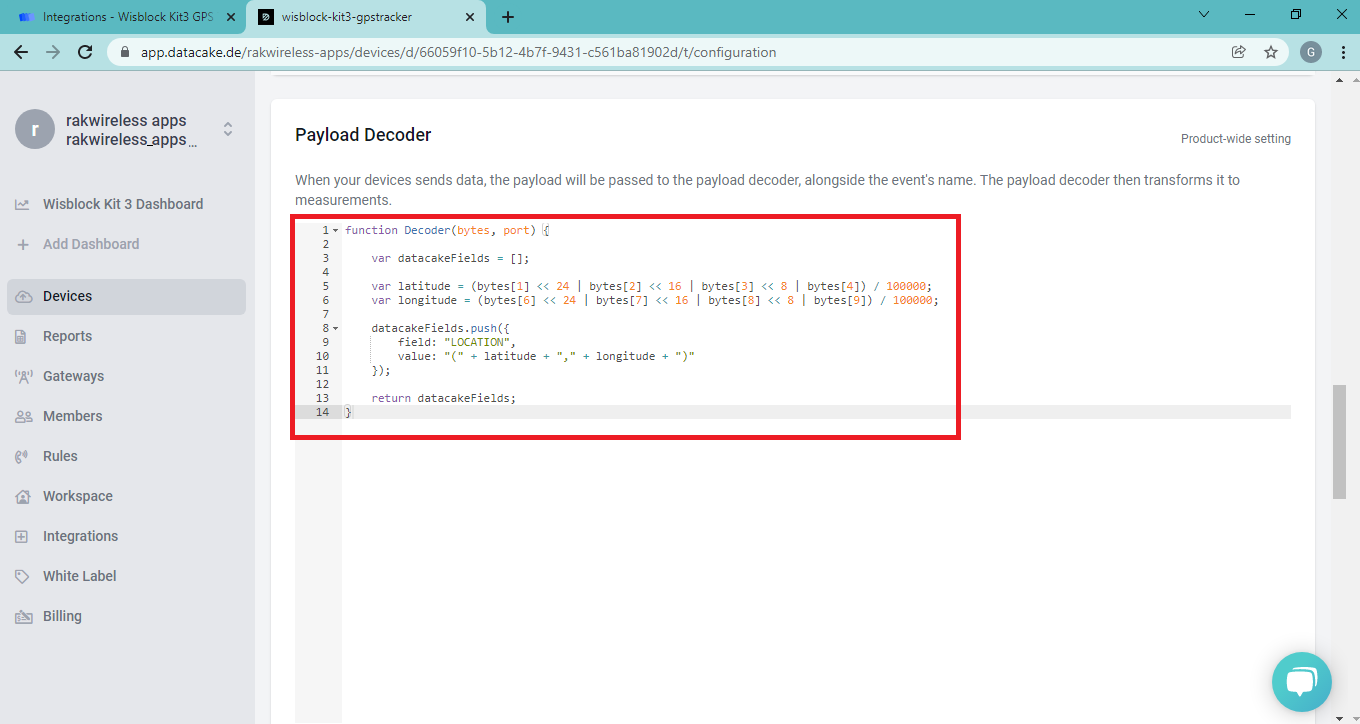 Integrations - Wisblock Kit3 GPS
wisblock-kit3-gpstracker
app.datacake.de/rakwireless-apps/devices/d/66059f10-5b12-4b7f-9431-c561ba81902d/t/configuration
G
r
rakwireless apps
rakwireless_apps_...
Wisblock Kit 3 Dashboard
Add Dashboard
Devices
Reports
Gateways
Members
Rules
Workspace
Integrations
White Label
Billing
Payload Decoder
Product-wide setting
When your devices sends data, the payload will be passed to the payload decoder, alongside the event's name. The payload decoder then transforms it to
measurements.
1 function Decoder(bytes, port) {
2
3     var datacakeFields = [];
4
5     var latitude = (bytes[1] << 24 | bytes[2] << 16 | bytes[3] << 8 | bytes[4]) / 100000;
6     var longitude = (bytes[6] << 24 | bytes[7] << 16 | bytes[8] << 8 | bytes[9]) / 100000;
7
8     datacakeFields.push({
9         field: "LOCATION",
10         value: "(" + latitude + "," + longitude + ")"
11     });
12
13     return datacakeFields;
14 }